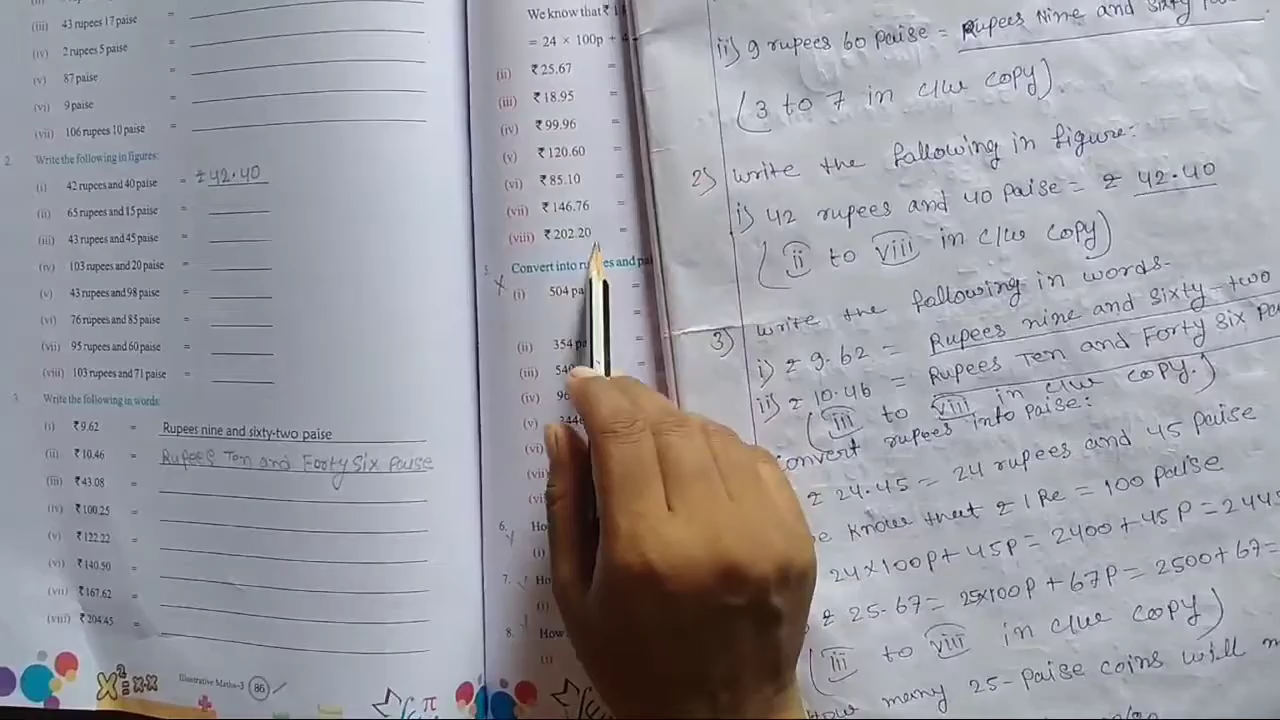 (iii) 43 rupees 17 paise =
(iv) 2 rupees 5 paise =
(v) 87 paise =
(vi) 9 paise =
(vii) 106 rupees 10 paise =
2. Write the following in figures:
(i) 42 rupees and 40 paise = ₹42.40
(ii) 65 rupees and 15 paise =
(iii) 43 rupees and 45 paise =
(iv) 103 rupees and 20 paise =
(v) 43 rupees and 98 paise =
(vi) 76 rupees and 85 paise =
(vii) 95 rupees and 60 paise =
(viii) 103 rupees and 71 paise =
3. Write the following in words:
(i) ₹9.62 = Rupees nine and sixty-two paise
(ii) ₹10.46 = Rupees Ten and Forty Six Paise
(iii) ₹43.08 =
(iv) ₹100.25 =
(v) ₹122.22 =
(vi) ₹140.50 =
(vii) ₹167.62 =
(viii) ₹204.45 =
Illustrative Maths-3 86
We know that ₹ 1
= 24 × 100p +
(ii) ₹25.67 =
(iii) ₹18.95 =
(iv) ₹99.96 =
(v) ₹120.60 =
(vi) ₹85.10 =
(vii) ₹146.76 =
(viii) ₹202.20 =
5. Convert into and
(i) 504 =
(ii) 354 =
(iii)
(iv)
(v)
(vi)
(vii)
6.
(i)
7.
(i)
8. How
(i)
ii) 9 rupees 60 Paise = Rupees Nine and Sixty
(3 to 7 in C/W Copy)
2) Write the following in figure:
i) 42 rupees and 40 Paise = ₹ 42.40
(ii to viii in C/W Copy)
3) Write the following in words.
i) ₹ 9.62 = Rupees nine and Sixty-two
ii) ₹ 10.46 = Rupees Ten and Forty Six
(iii to viii in C/W Copy.)
rupees into Paise:
₹ 24.45 = 24 rupees and 45 Paise
know that ₹ 1 Re = 100 Paise
24×100P + 45P = 2400 + 45P = 2445
₹ 25.67 = 25×100P + 67P = 2500 + 67 =
(iii to viii in C/W Copy)
many 25-Paise coins will